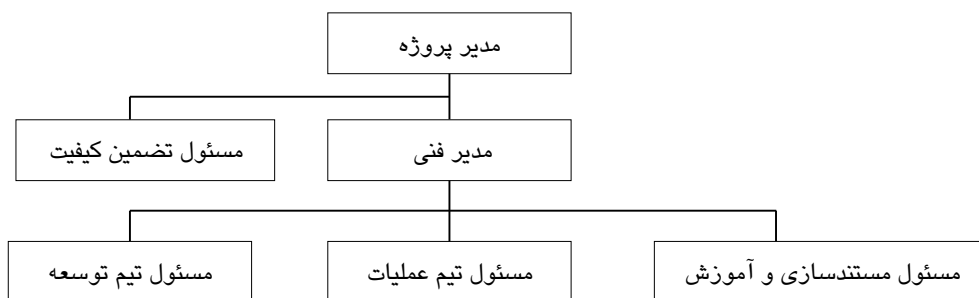 مدیر پروژه
مدیر فنی
مسئول تضمین کیفیت
مسئول مستندسازی و آموزش
مسئول تیم عملیات
مسئول تیم توسعه